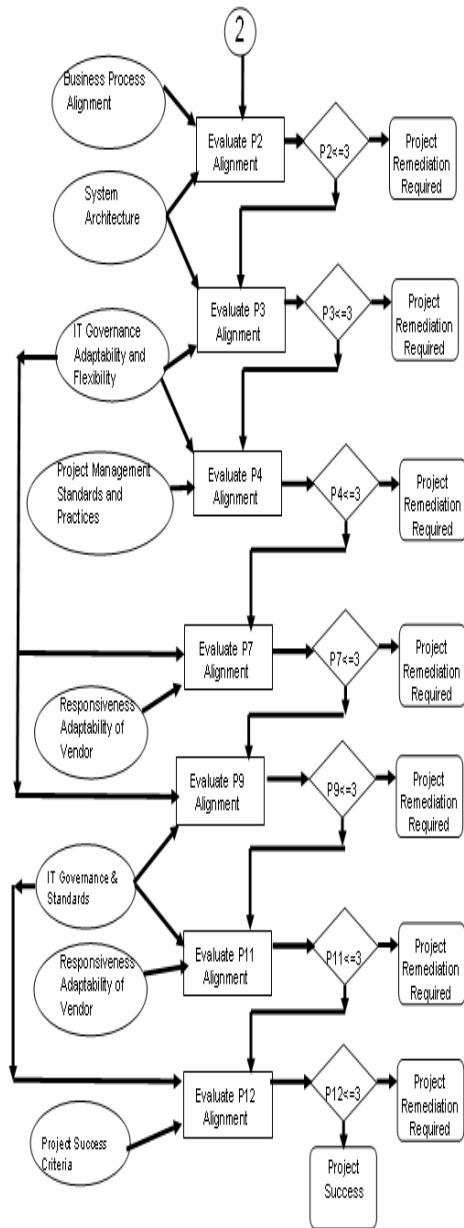 2
Business Process
Alignment
Evaluate P2
Alignment
P2<=3
Project
Remediation
Required
System
Architecture
Evaluate P3
Alignment
P3<=3
Project
Remediation
Required
IT Governance
Adaptability and
Flexibility
Project Management
Standards and
Practices
Evaluate P4
Alignment
P4<=3
Project
Remediation
Required
Evaluate P7
Alignment
P7<=3
Project
Remediation
Required
Responsiveness
Adaptability of
Vendor
Evaluate P9
Alignment
P9<=3
Project
Remediation
Required
IT Governance &
Standards
Responsiveness
Adaptability of
Vendor
Evaluate P11
Alignment
P11<=3
Project
Remediation
Required
Evaluate P12
Alignment
P12<=3
Project
Remediation
Required
Project Success
Criteria
Project
Success